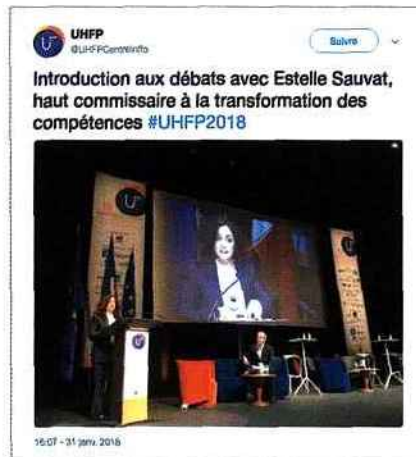 UHFP
@UHFPCentreInffo
Suivre
Introduction aux débats avec Estelle Sauvat,
haut commissaire à la transformation des
compétences #UHFP2018
16:07 - 31 janv. 2018